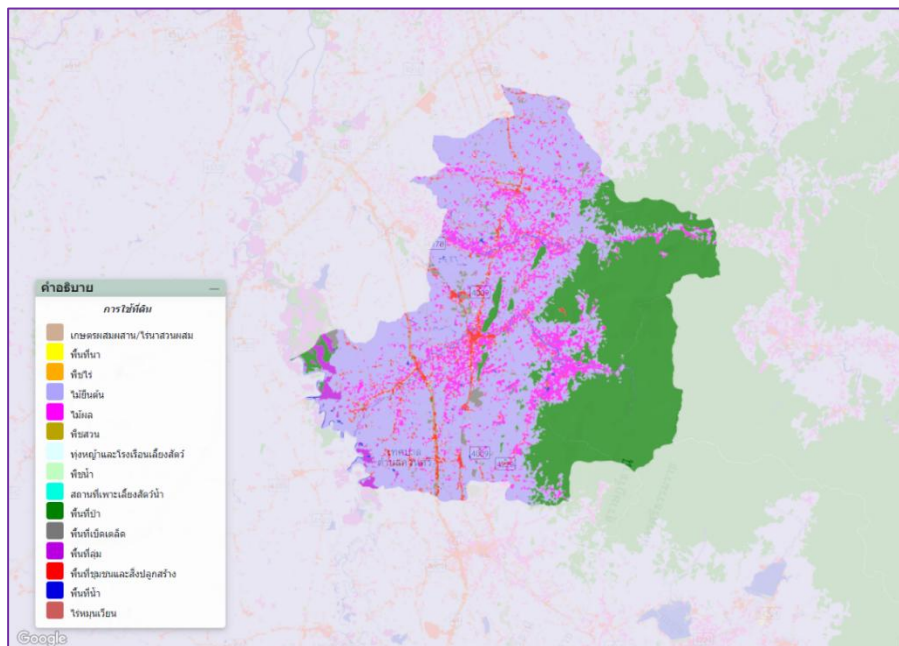 คำอธิบาย
การใช้ที่ดิน
เกษตรผสมผสาน/ไร่นาสวนผสม
พื้นที่นา
พืชไร่
ไม้ยืนต้น
ไม้ผล
พืชสวน
ทุ่งหญ้าและโรงเรือนเลี้ยงสัตว์
พืชน้ำ
สถานที่เพาะเลี้ยงสัตว์น้ำ
พื้นที่ป่า
พื้นที่เบ็ดเตล็ด
พื้นที่ลุ่ม
พื้นที่ชุมชนและสิ่งปลูกสร้าง
พื้นที่น้ำ
ไร่หมุนเวียน
Google